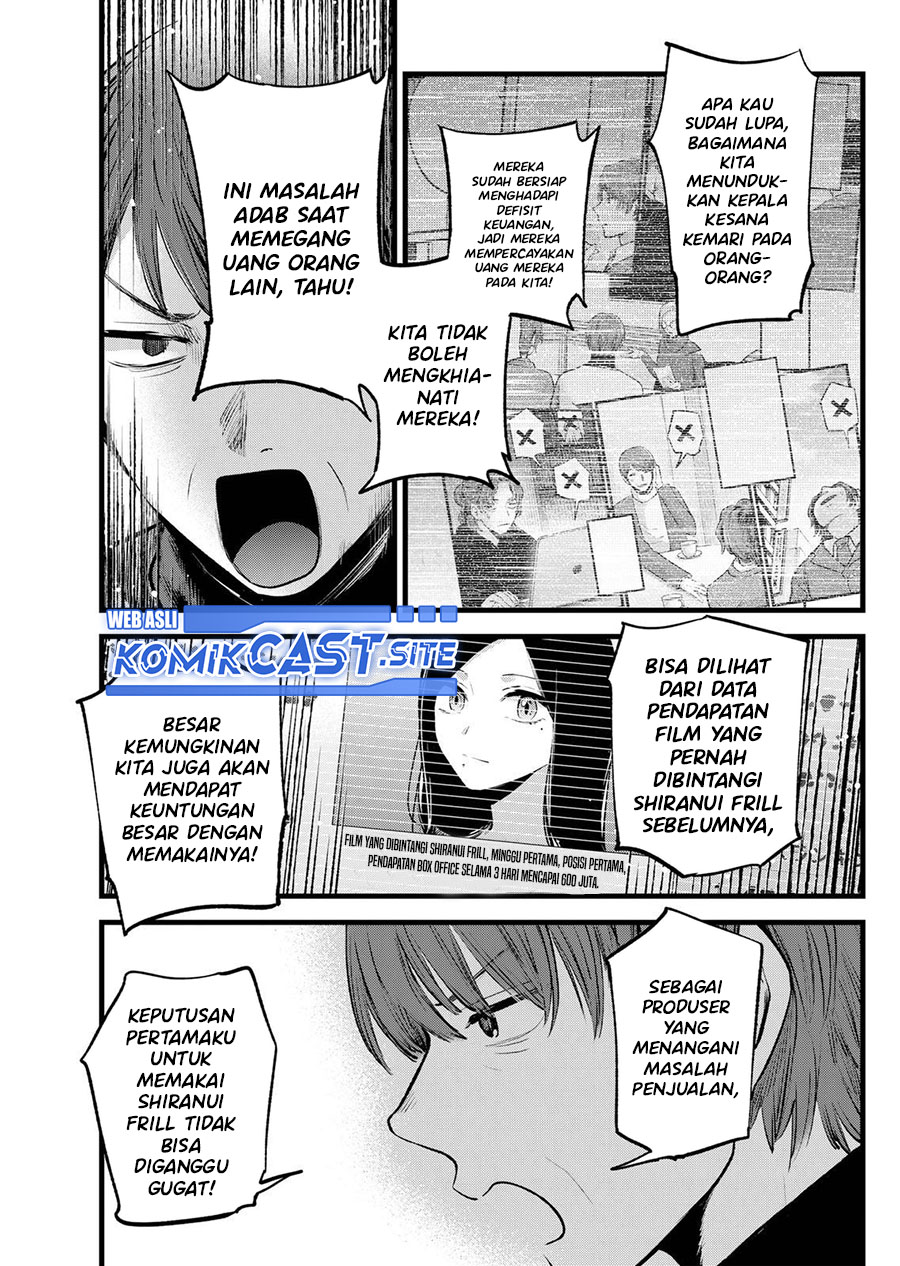 APA KAU
SUDAH LUPA,
BAGAIMANA
KITA
MENUNDUK-
KAN KEPALA
KESANA
KEMARI PADA
ORANG-
ORANG?
MEREKA
SUDAH BERSIAP
MENGHADAPI
DEFISIT
KEUANGAN,
JADI MEREKA
MEMPERCAYAKAN
UANG MEREKA
PADA KITA!
KITA TIDAK
BOLEH
MENGKHIA-
NATI
MEREKA!
INI MASALAH
ADAB SAAT
MEMEGANG
UANG ORANG
LAIN, TAHU!
WEB ASLI
KOMIKCAST.SITE
BISA DILIHAT
DARI DATA
PENDAPATAN
FILM YANG
PERNAH
DIBINTANGI
SHIRANUI FRILL
SEBELUMNYA,
FILM YANG DIBINTANGI SHIRANUI FRILL, MINGGU PERTAMA, POSISI PERTAMA,
PENDAPATAN BOX OFFICE SELAMA 3 HARI MENCAPAI 600 JUTA.
BESAR
KEMUNGKINAN
KITA JUGA AKAN
MENDAPAT
KEUNTUNGAN
BESAR DENGAN
MEMAKAINYA!
SEBAGAI
PRODUSER
YANG
MENANGANI
MASALAH
PENJUALAN,
KEPUTUSAN
PERTAMAKU
UNTUK
MEMAKAI
SHIRANUI
FRILL TIDAK
BISA
DIGANGGU
GUGAT!